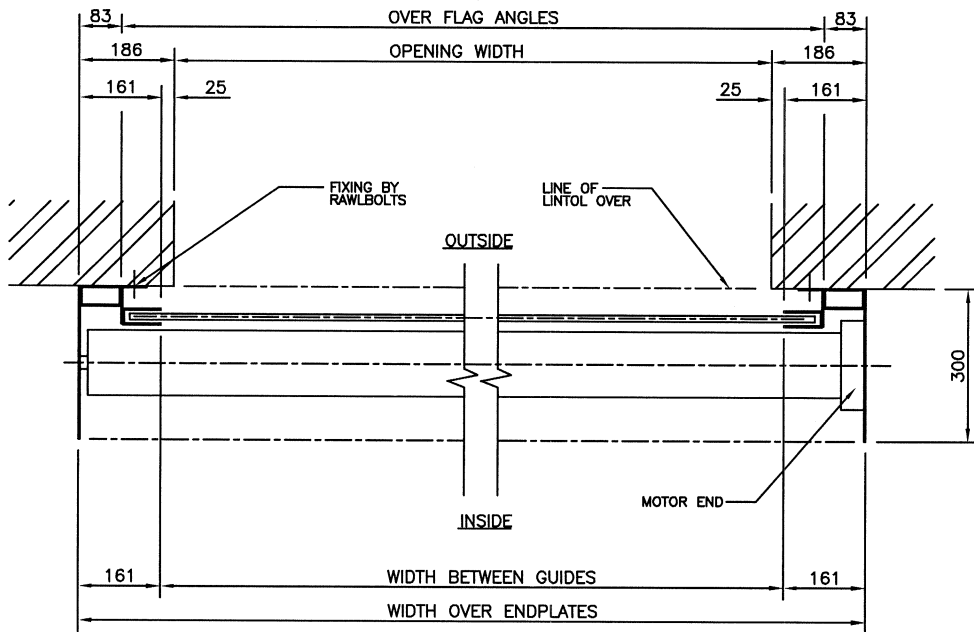 83
OVER FLAG ANGLES
83
186
OPENING WIDTH
186
161
25
25
161
FIXING BY
RAWLBOLTS
LINE OF
LINTOL OVER
OUTSIDE
300
MOTOR END
INSIDE
161
WIDTH BETWEEN GUIDES
161
WIDTH OVER ENDPLATES